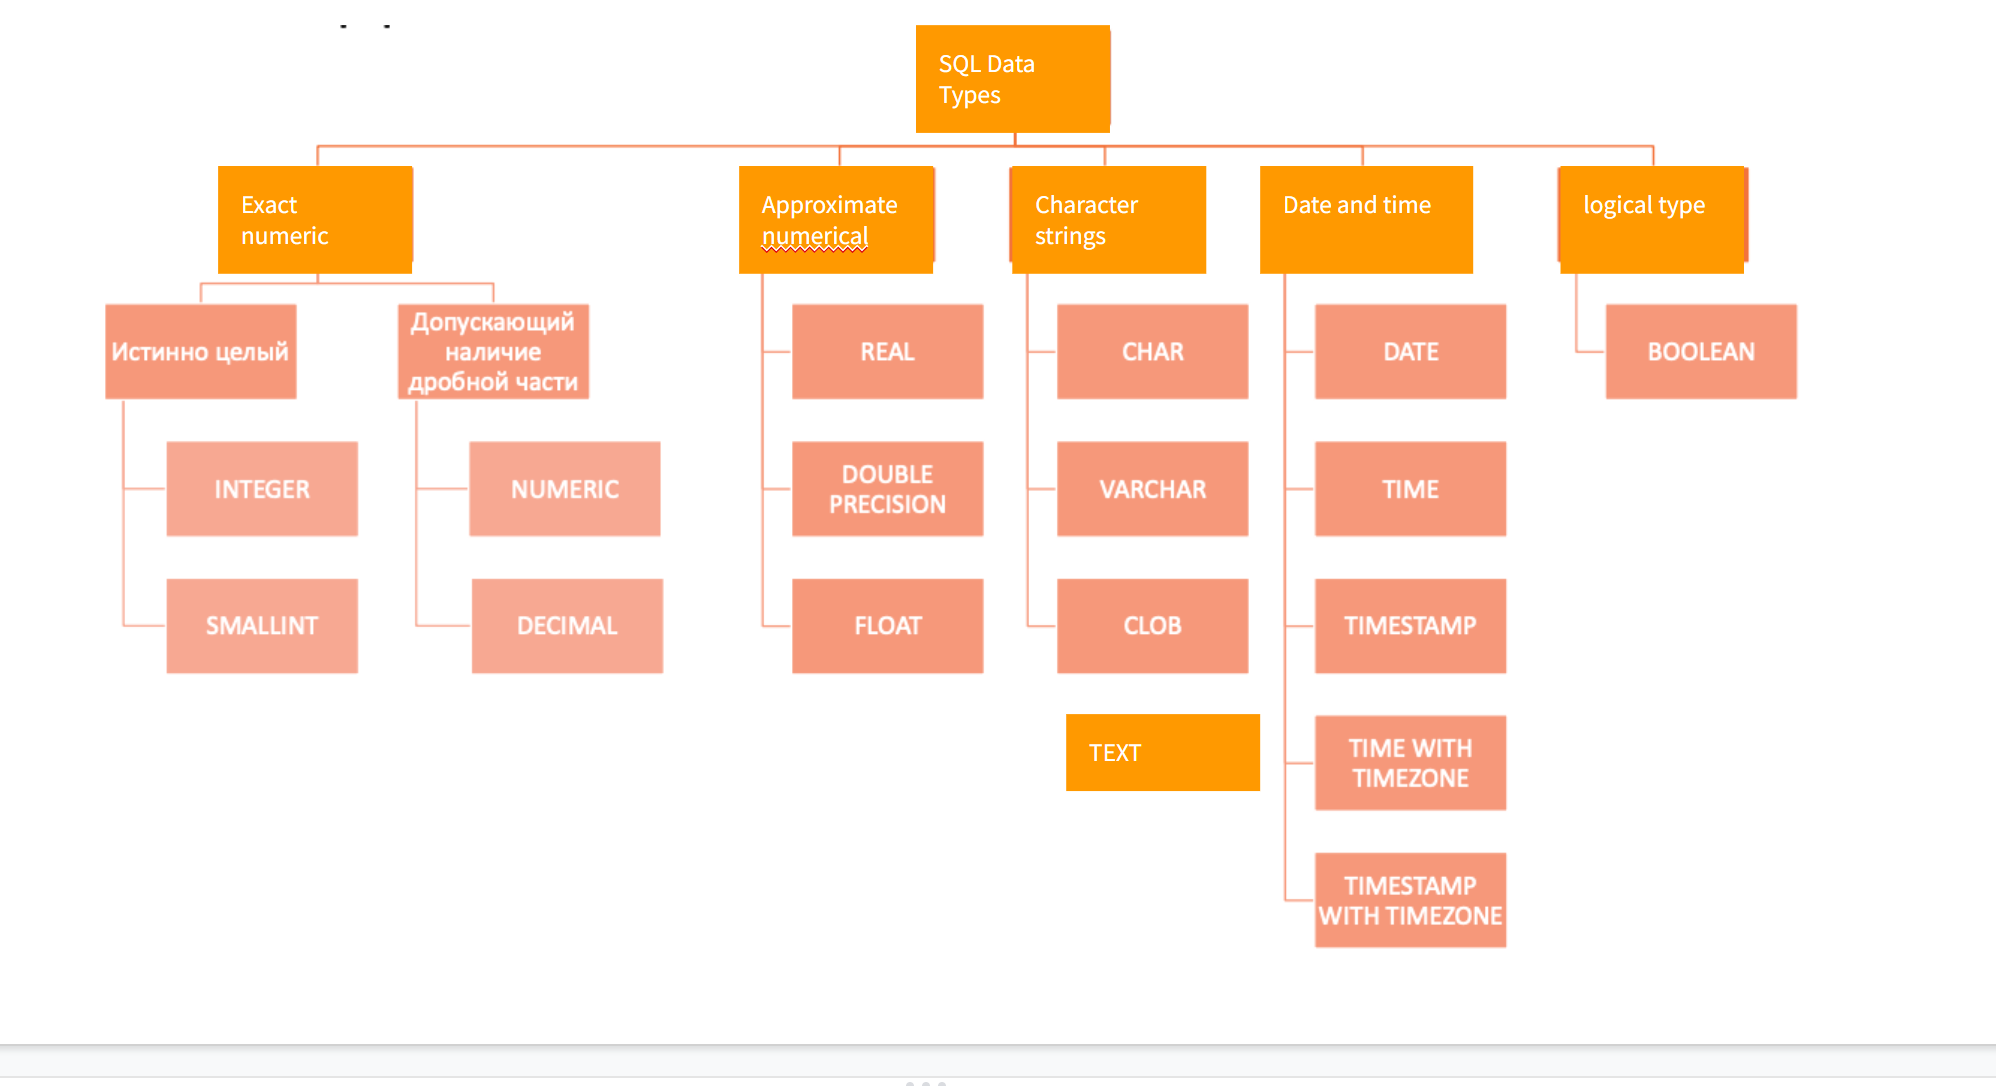 SQL Data
Types
Exact
numeric
Approximate
numerical
Character
strings
Date and time
logical type
Истинно целый
Допускающий
наличие
дробной части
REAL
CHAR
DATE
BOOLEAN
INTEGER
NUMERIC
DOUBLE
PRECISION
VARCHAR
TIME
SMALLINT
DECIMAL
FLOAT
CLOB
TIMESTAMP
TEXT
TIME WITH
TIMEZONE
TIMESTAMP
WITH TIMEZONE